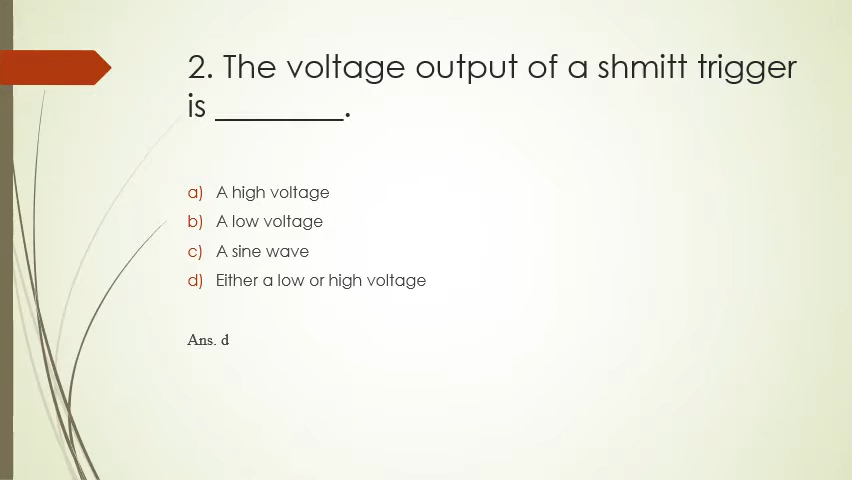 2. The voltage output of a shmitt trigger
is ________.
a) A high voltage
b) A low voltage
c) A sine wave
d) Either a low or high voltage
Ans. d